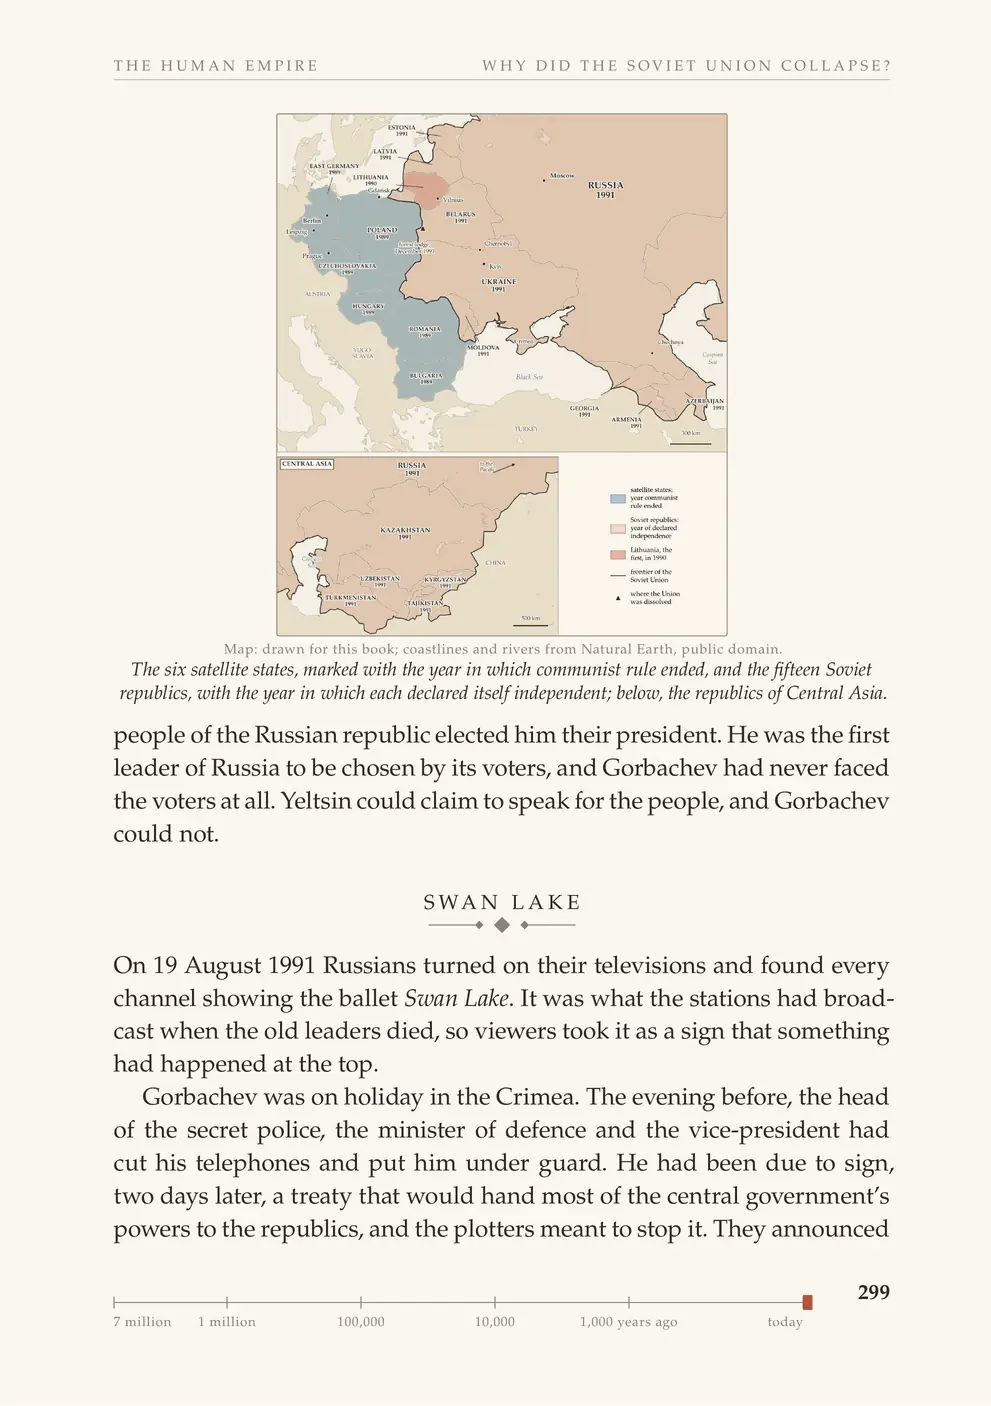 THE HUMAN EMPIRE
WHY DID THE SOVIET UNION COLLAPSE?
ESTONIA
1991
LATVIA
1991
EAST GERMANY
1989
LITHUANIA
1990
Gdańsk
Vilnius
Moscow
RUSSIA
1991
BELARUS
1991
Berlin
Leipzig
POLAND
1989
forest lodge,
December 1991
Chernobyl
Prague
CZECHOSLOVAKIA
1989
Kyiv
UKRAINE
1991
AUSTRIA
HUNGARY
1989
ROMANIA
1989
YUGO-
SLAVIA
MOLDOVA
1991
Crimea
Chechnya
Caspian
Sea
BULGARIA
1989
Black Sea
GEORGIA
1991
ARMENIA
1991
AZERBAIJAN
1991
TURKEY
300 km
CENTRAL ASIA
RUSSIA
1991
to the
Pacific
KAZAKHSTAN
1991
CHINA
UZBEKISTAN
1991
KYRGYZSTAN
1991
TURKMENISTAN
1991
TAJIKISTAN
1991
500 km
satellite states:
year communist
rule ended
Soviet republics:
year of declared
independence
Lithuania, the
first, in 1990
frontier of the
Soviet Union
where the Union
was dissolved
Map: drawn for this book; coastlines and rivers from Natural Earth, public domain.
The six satellite states, marked with the year in which communist rule ended, and the fifteen Soviet
republics, with the year in which each declared itself independent; below, the republics of Central Asia.
people of the Russian republic elected him their president. He was the first
leader of Russia to be chosen by its voters, and Gorbachev had never faced
the voters at all. Yeltsin could claim to speak for the people, and Gorbachev
could not.
SWAN LAKE
On 19 August 1991 Russians turned on their televisions and found every
channel showing the ballet Swan Lake. It was what the stations had broad-
cast when the old leaders died, so viewers took it as a sign that something
had happened at the top.
Gorbachev was on holiday in the Crimea. The evening before, the head
of the secret police, the minister of defence and the vice-president had
cut his telephones and put him under guard. He had been due to sign,
two days later, a treaty that would hand most of the central government's
powers to the republics, and the plotters meant to stop it. They announced
299
7 million
1 million
100,000
10,000
1,000 years ago
today